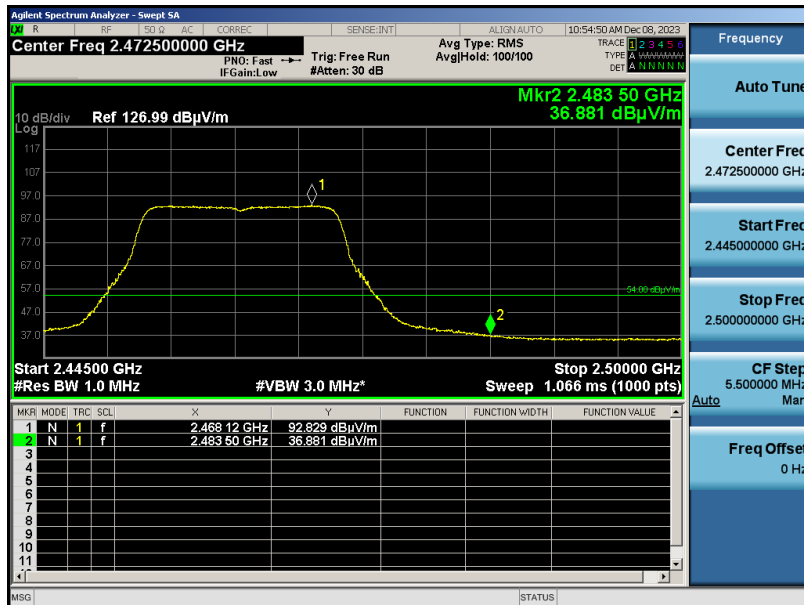 Agilent Spectrum Analyzer - Swept SA
LXI R RF 50 Ω AC CORREC SENSE:INT ALIGN AUTO 10:54:50 AM Dec 08, 2023
Center Freq 2.472500000 GHz
PNO: Fast
IFGain:Low
Trig: Free Run
#Atten: 30 dB
Avg Type: RMS
Avg|Hold: 100/100
TRACE 1 2 3 4 5 6
TYPE A WWWWW
DET A N N N N N
Mkr2 2.483 50 GHz
36.881 dBµV/m
10 dB/div Ref 126.99 dBµV/m
Log
117
107
97.0
87.0
77.0
67.0
57.0
47.0
37.0
1
54.00 dBµV/m
2
Start 2.44500 GHz Stop 2.50000 GHz
#Res BW 1.0 MHz #VBW 3.0 MHz* Sweep 1.066 ms (1000 pts)
MKR MODE TRC SCL X Y FUNCTION FUNCTION WIDTH FUNCTION VALUE
1 N 1 f 2.468 12 GHz 92.829 dBµV/m
2 N 1 f 2.483 50 GHz 36.881 dBµV/m
3
4
5
6
7
8
9
10
11
MSG STATUS
Frequency
Auto Tune
Center Freq
2.472500000 GHz
Start Freq
2.445000000 GHz
Stop Freq
2.500000000 GHz
CF Step
5.500000 MHz
Auto Man
Freq Offset
0 Hz